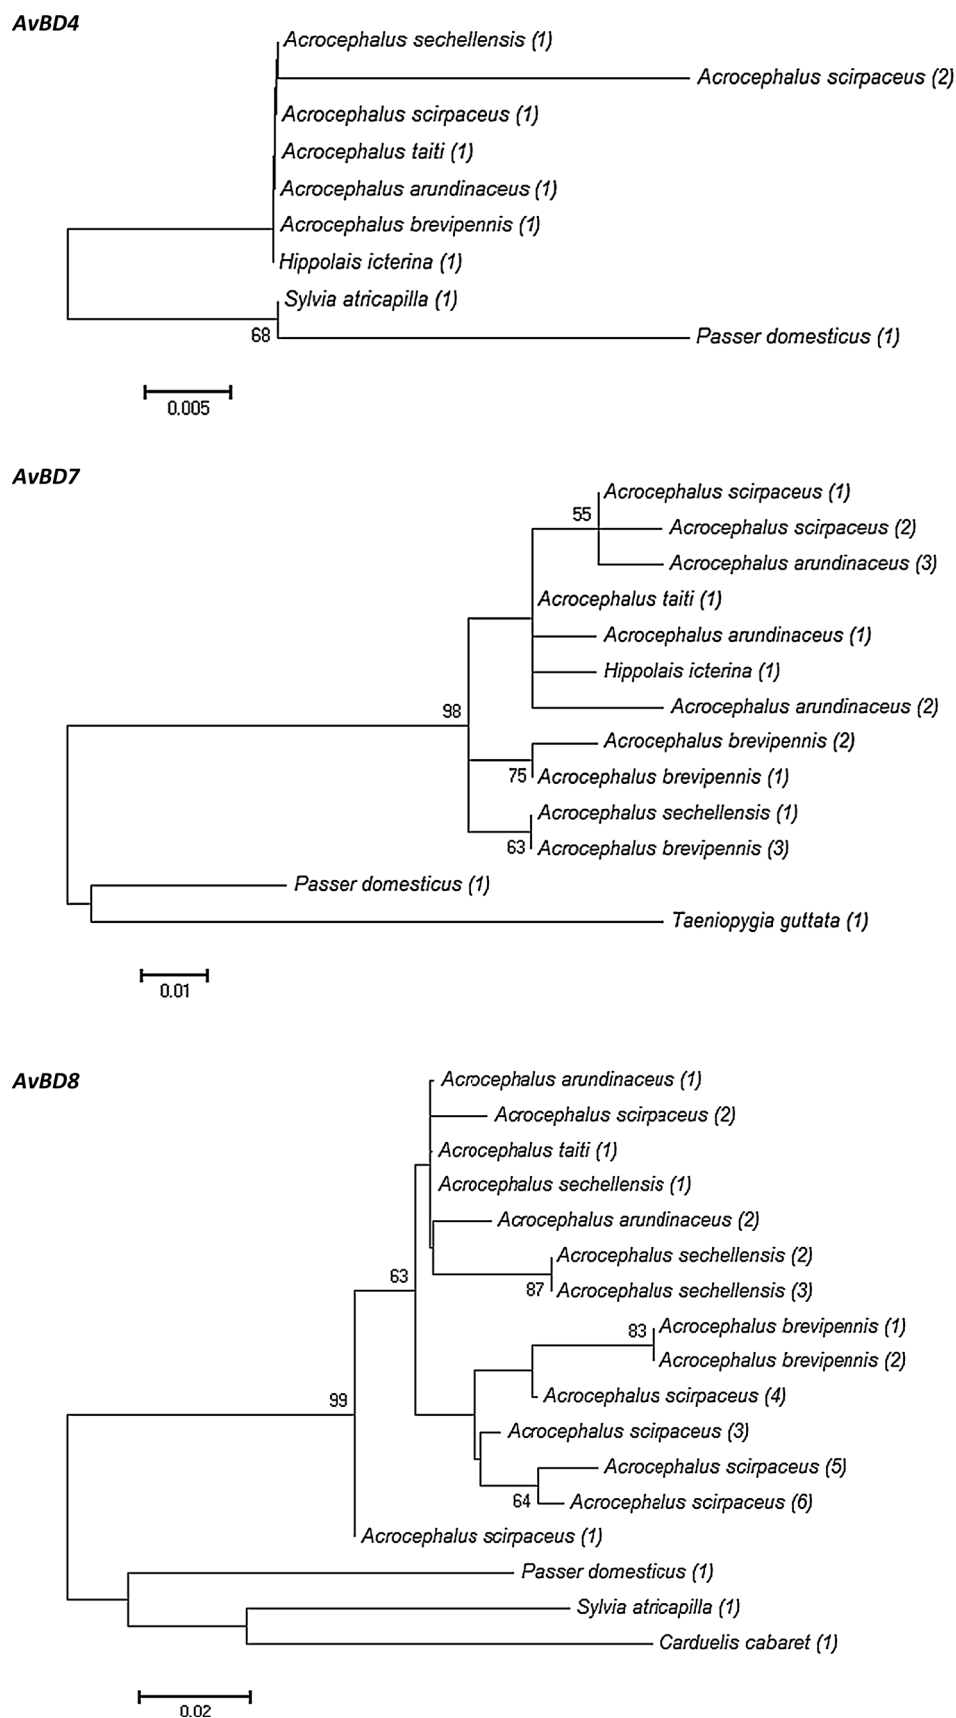 AvBD4
Acrocephalus sechellensis (1)
Acrocephalus scirpaceus (2)
Acrocephalus scirpaceus (1)
Acrocephalus taiti (1)
Acrocephalus arundinaceus (1)
Acrocephalus brevipennis (1)
Hippolais icterina (1)
Sylvia atricapilla (1)
68
Passer domesticus (1)
0.005
AvBD7
Acrocephalus scirpaceus (1)
55
Acrocephalus scirpaceus (2)
Acrocephalus arundinaceus (3)
Acrocephalus taiti (1)
Acrocephalus arundinaceus (1)
Hippolais icterina (1)
Acrocephalus arundinaceus (2)
98
Acrocephalus brevipennis (2)
75
Acrocephalus brevipennis (1)
Acrocephalus sechellensis (1)
63
Acrocephalus brevipennis (3)
Passer domesticus (1)
Taeniopygia guttata (1)
0.01
AvBD8
Acrocephalus arundinaceus (1)
Acrocephalus scirpaceus (2)
Acrocephalus taiti (1)
Acrocephalus sechellensis (1)
Acrocephalus arundinaceus (2)
Acrocephalus sechellensis (2)
63
87
Acrocephalus sechellensis (3)
83
Acrocephalus brevipennis (1)
Acrocephalus brevipennis (2)
Acrocephalus scirpaceus (4)
99
Acrocephalus scirpaceus (3)
Acrocephalus scirpaceus (5)
64
Acrocephalus scirpaceus (6)
Acrocephalus scirpaceus (1)
Passer domesticus (1)
Sylvia atricapilla (1)
Carduelis cabaret (1)
0.02